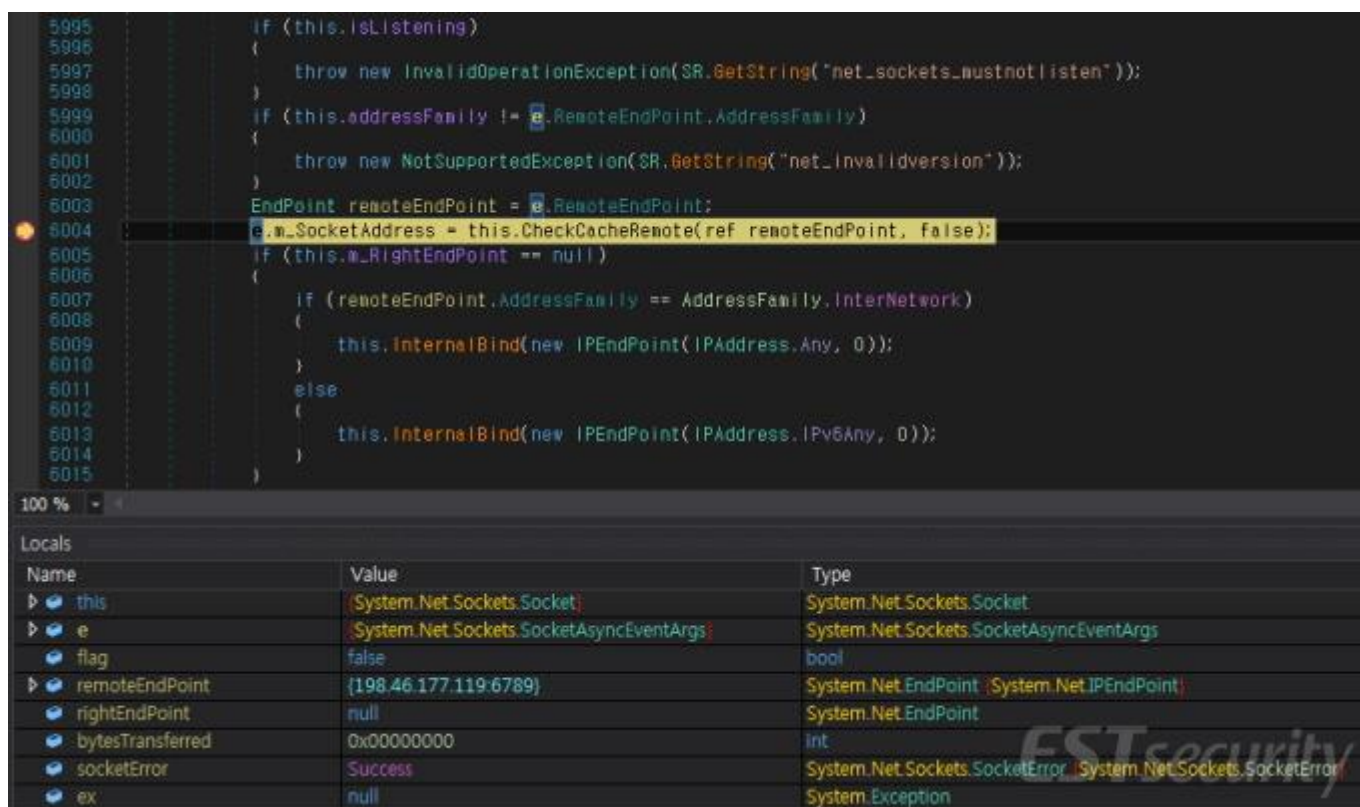 5995 if (this.isListening)
5996 {
5997 throw new InvalidOperationException(SR.GetString("net_sockets_mustnotlisten"));
5998 }
5999 if (this.addressFamily != e.RemoteEndPoint.AddressFamily)
6000 {
6001 throw new NotSupportedException(SR.GetString("net_invalidversion"));
6002 }
6003 EndPoint remoteEndPoint = e.RemoteEndPoint;
6004 e.m_SocketAddress = this.CheckCacheRemote(ref remoteEndPoint, false);
6005 if (this.m_RightEndPoint == null)
6006 {
6007 if (remoteEndPoint.AddressFamily == AddressFamily.InterNetwork)
6008 {
6009 this.InternalBind(new IPEndPoint(IPAddress.Any, 0));
6010 }
6011 else
6012 {
6013 this.InternalBind(new IPEndPoint(IPAddress.IPv6Any, 0));
6014 }
6015 }
100 %
Locals
Name Value Type
this {System.Net.Sockets.Socket} System.Net.Sockets.Socket
e {System.Net.Sockets.SocketAsyncEventArgs} System.Net.Sockets.SocketAsyncEventArgs
flag false bool
remoteEndPoint {198.46.177.119:6789} System.Net.EndPoint {System.Net.IPEndPoint}
rightEndPoint null System.Net.EndPoint
bytesTransferred 0x00000000 int
socketError Success System.Net.Sockets.SocketError {System.Net.Sockets.SocketError}
ex null System.Exception
ESTsecurity